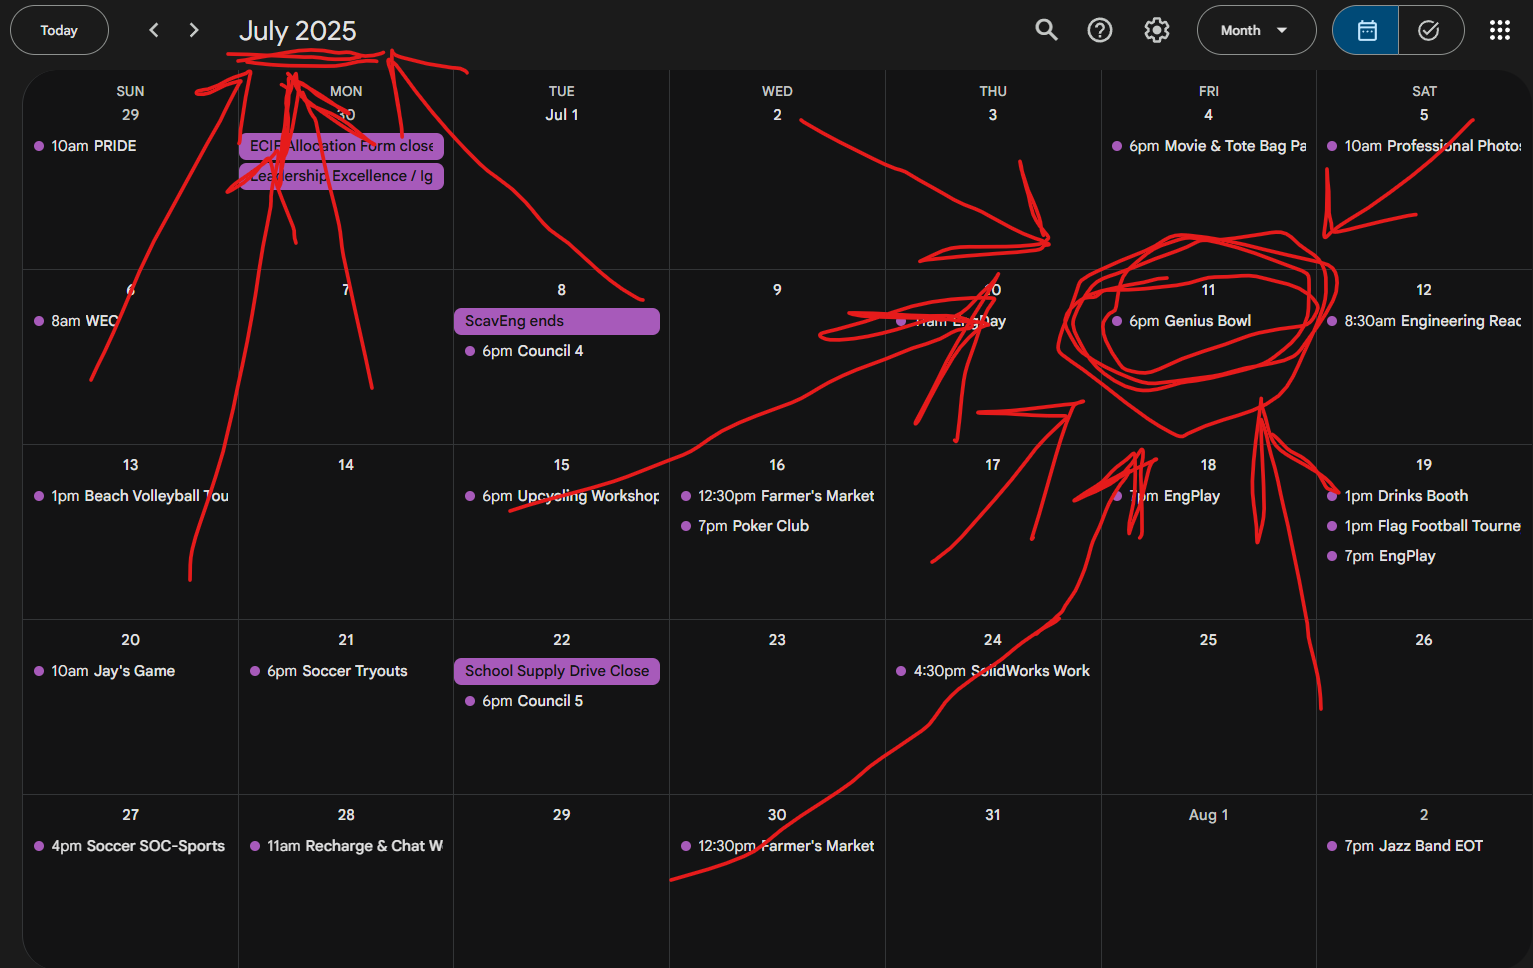 Today
July 2025
Month
SUN MON TUE WED THU FRI SAT
29 30 Jul 1 2 3 4 5
10am PRIDE
ECIF Allocation Form close
Leadership Excellence / Ig
6pm Movie & Tote Bag Pa
10am Professional Photos
6 7 8 9 10 11 12
8am WEC
ScavEng ends
6pm Council 4
11am EngDay
6pm Genius Bowl
8:30am Engineering Reac
13 14 15 16 17 18 19
1pm Beach Volleyball Tou
6pm Upcycling Workshop
12:30pm Farmer's Market
7pm Poker Club
7pm EngPlay
1pm Drinks Booth
1pm Flag Football Tourne
7pm EngPlay
20 21 22 23 24 25 26
10am Jay's Game
6pm Soccer Tryouts
School Supply Drive Close
6pm Council 5
4:30pm SolidWorks Work
27 28 29 30 31 Aug 1 2
4pm Soccer SOC-Sports
11am Recharge & Chat W
12:30pm Farmer's Market
7pm Jazz Band EOT